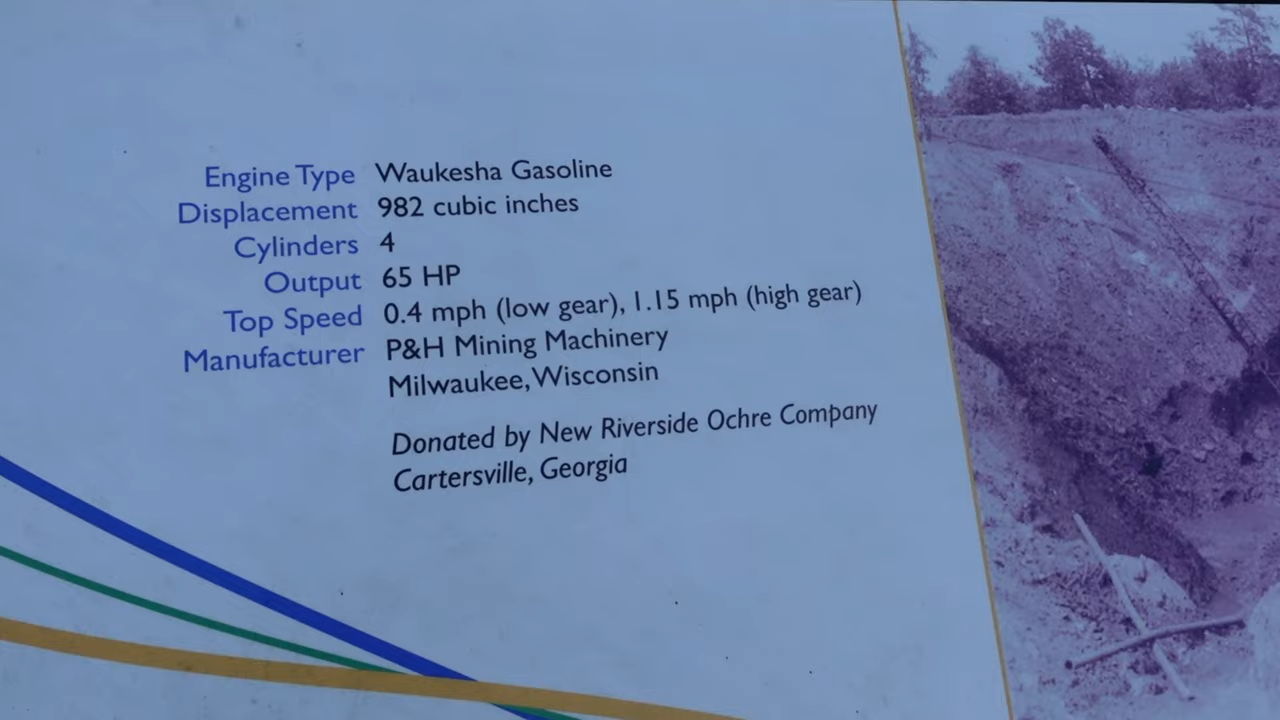 Engine Type Waukesha Gasoline
Displacement 982 cubic inches
Cylinders 4
Output 65 HP
Top Speed 0.4 mph (low gear), 1.15 mph (high gear)
Manufacturer P&H Mining Machinery
Milwaukee, Wisconsin
Donated by New Riverside Ochre Company
Cartersville, Georgia